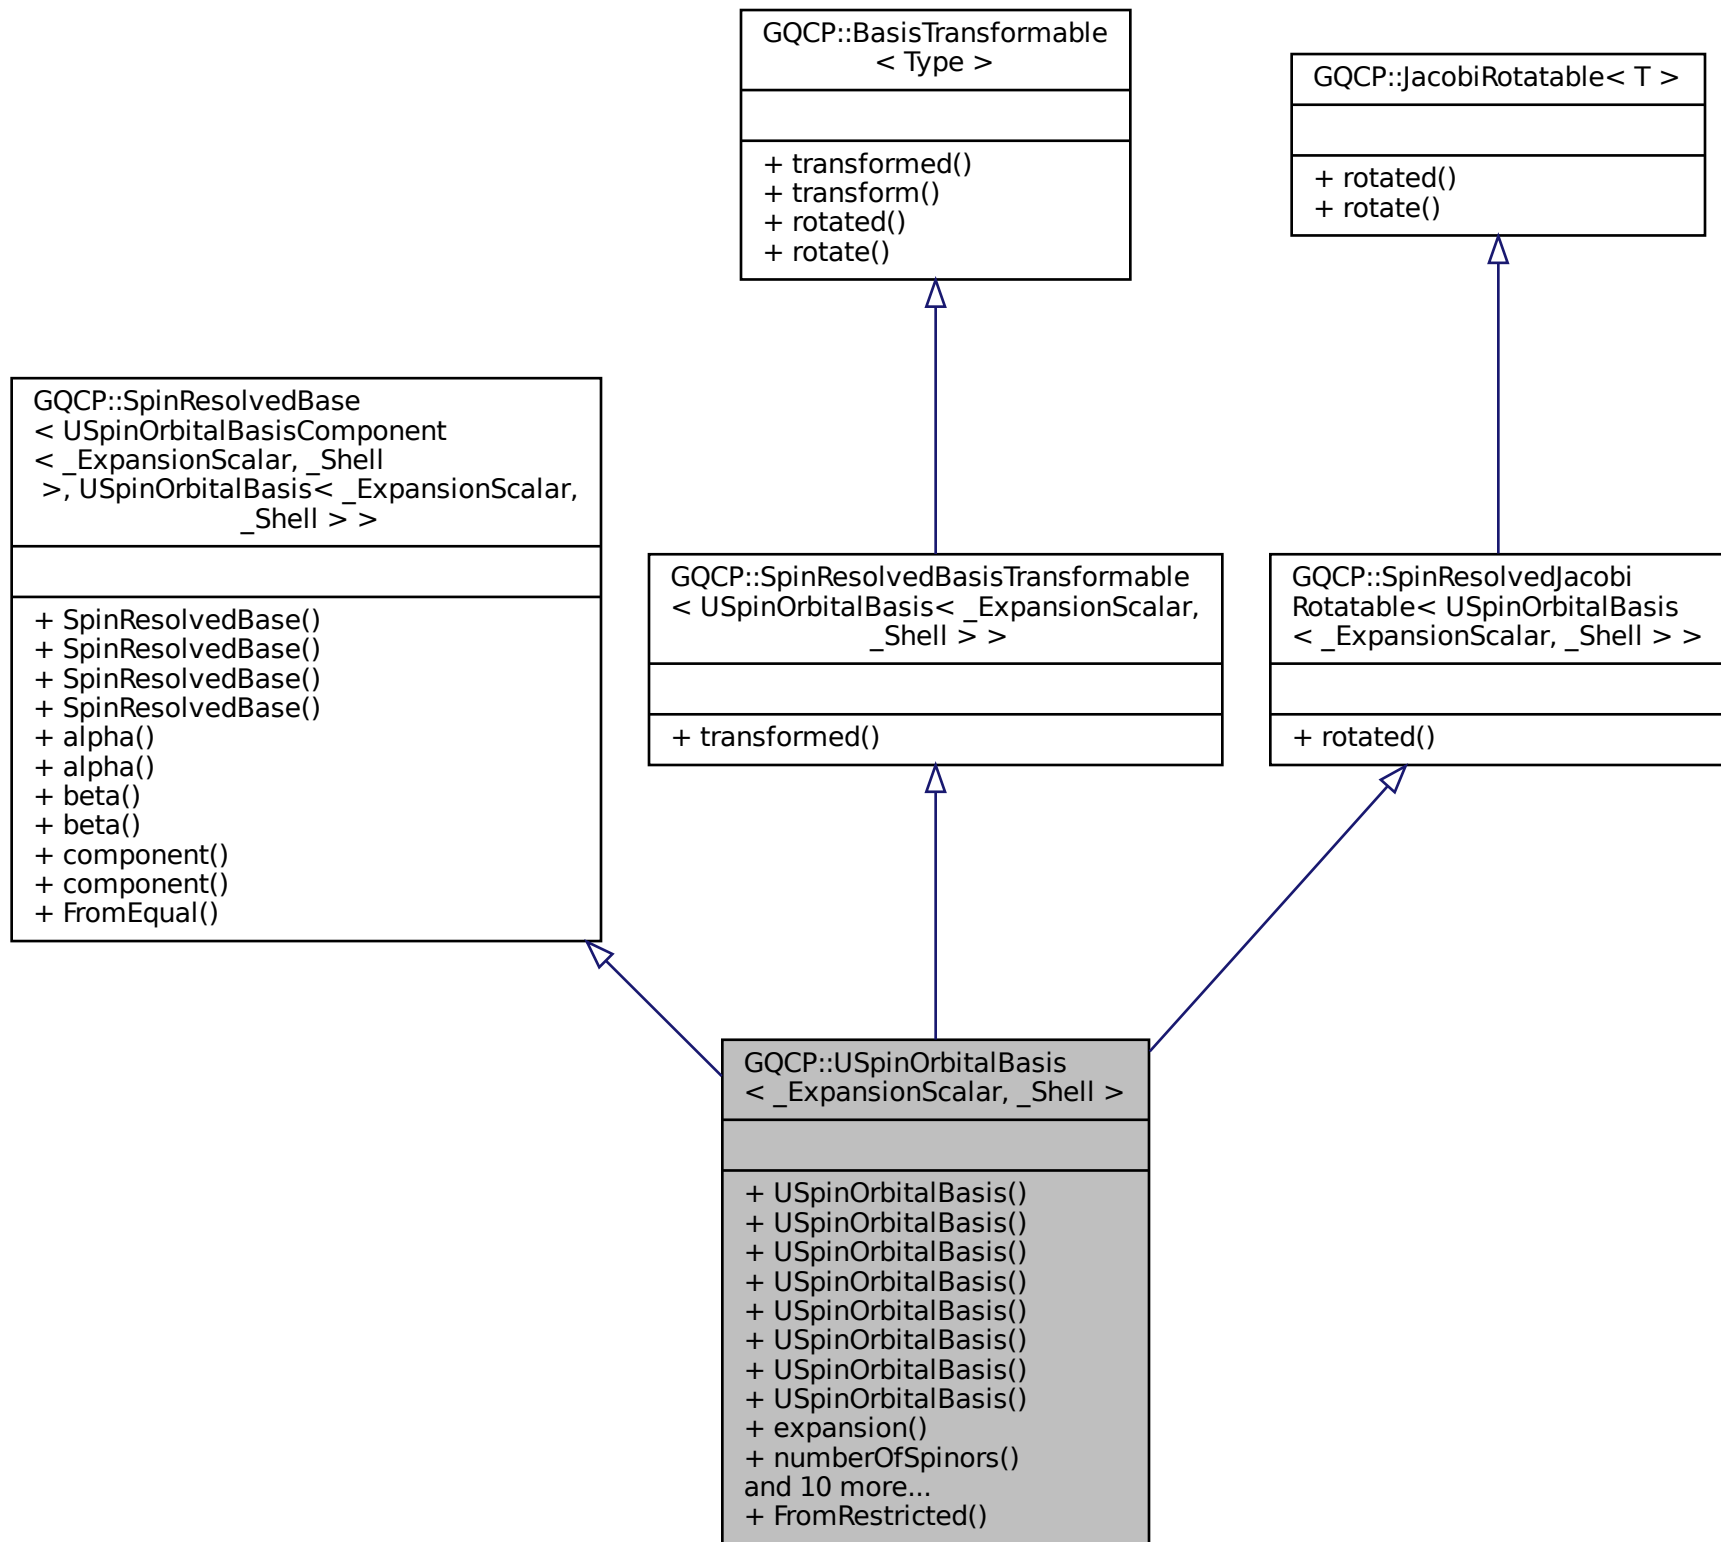 GQCP::BasisTransformable
< Type >
+ transformed()
+ transform()
+ rotated()
+ rotate()
GQCP::JacobiRotatable< T >
+ rotated()
+ rotate()
GQCP::SpinResolvedBase
< USpinOrbitalBasisComponent
< _ExpansionScalar, _Shell
>, USpinOrbitalBasis< _ExpansionScalar,
_Shell > >
+ SpinResolvedBase()
+ SpinResolvedBase()
+ SpinResolvedBase()
+ SpinResolvedBase()
+ alpha()
+ alpha()
+ beta()
+ beta()
+ component()
+ component()
+ FromEqual()
GQCP::SpinResolvedBasisTransformable
< USpinOrbitalBasis< _ExpansionScalar,
_Shell > >
+ transformed()
GQCP::SpinResolvedJacobi
Rotatable< USpinOrbitalBasis
< _ExpansionScalar, _Shell > >
+ rotated()
GQCP::USpinOrbitalBasis
< _ExpansionScalar, _Shell >
+ USpinOrbitalBasis()
+ USpinOrbitalBasis()
+ USpinOrbitalBasis()
+ USpinOrbitalBasis()
+ USpinOrbitalBasis()
+ USpinOrbitalBasis()
+ USpinOrbitalBasis()
+ USpinOrbitalBasis()
+ expansion()
+ numberOfSpinors()
and 10 more...
+ FromRestricted()